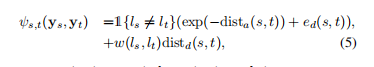 ψ_{s,t}(y_s, y_t) = 𝟙{l_s ≠ l_t}(exp(−dist_a(s, t)) + e_d(s, t)),
+w(l_s, l_t)dist_d(s, t), (5)